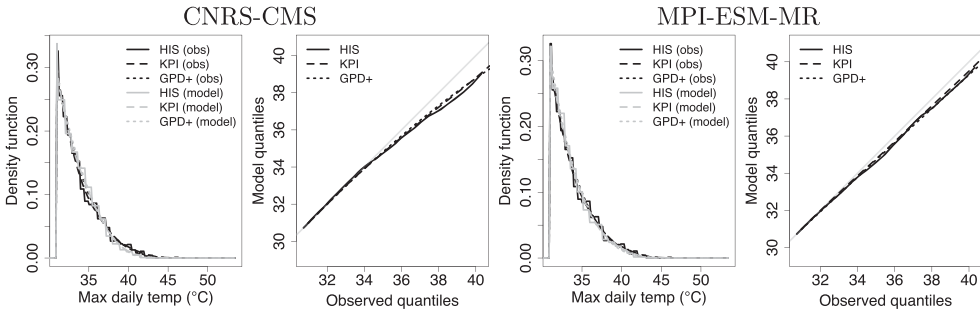 CNRS-CMS
MPI-ESM-MR
Density function
0.00 0.10 0.20 0.30
HIS (obs)
KPI (obs)
GPD+ (obs)
HIS (model)
KPI (model)
GPD+ (model)
35 40 45 50
Max daily temp (°C)
Model quantiles
30 32 34 36 38 40
HIS
KPI
GPD+
32 34 36 38 40
Observed quantiles
Density function
0.00 0.10 0.20 0.30
HIS (obs)
KPI (obs)
GPD+ (obs)
HIS (model)
KPI (model)
GPD+ (model)
35 40 45 50
Max daily temp (°C)
Model quantiles
30 32 34 36 38 40
HIS
KPI
GPD+
32 34 36 38 40
Observed quantiles